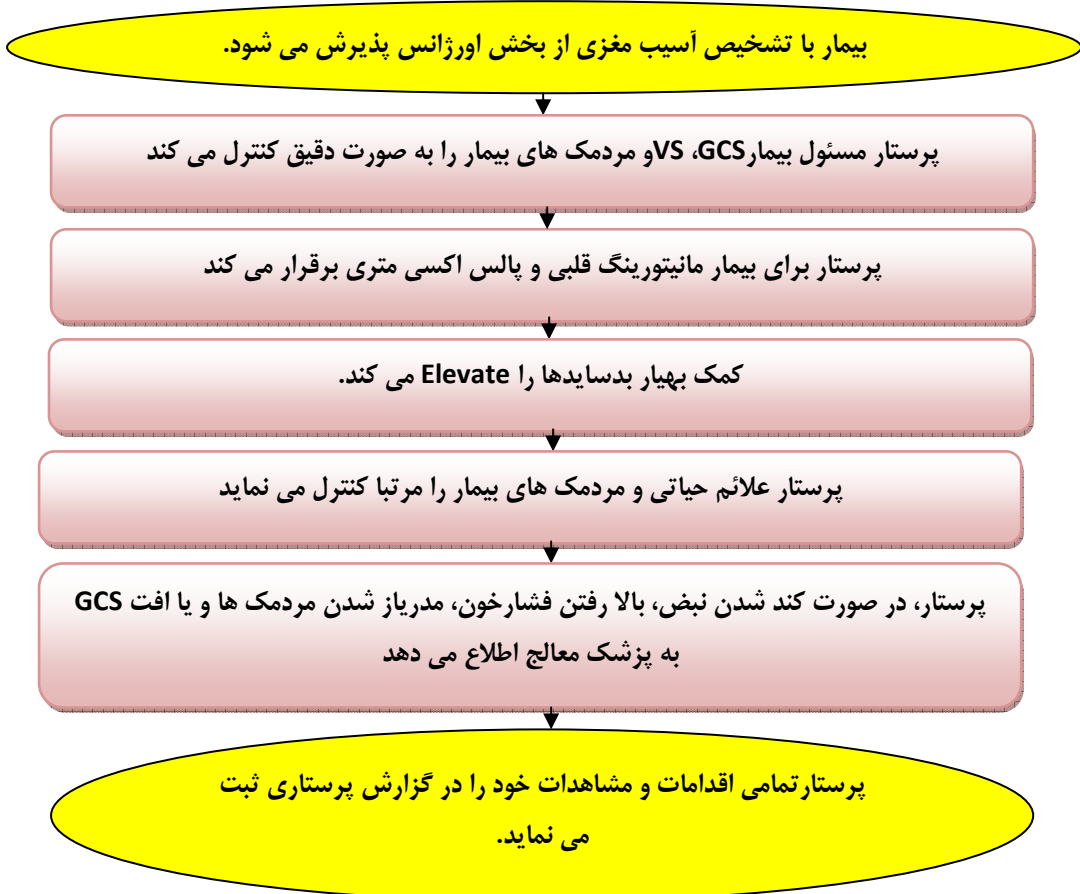 بیمار با تشخیص آسیب مغزی از بخش اورژانس پذیرش می شود.
پرستار مسئول بیمارGCS، VSو مردمک های بیمار را به صورت دقیق کنترل می کند
پرستار برای بیمار مانیتورینگ قلبی و پالس اکسی متری برقرار می کند
کمک بهیار بدسایدها را Elevate می کند.
پرستار علائم حیاتی و مردمک های بیمار را مرتبا کنترل می نماید
پرستار، در صورت کند شدن نبض، بالا رفتن فشارخون، مدریاز شدن مردمک ها و یا افت GCS
به پزشک معالج اطلاع می دهد
پرستارتمامی اقدامات و مشاهدات خود را در گزارش پرستاری ثبت
می نماید.